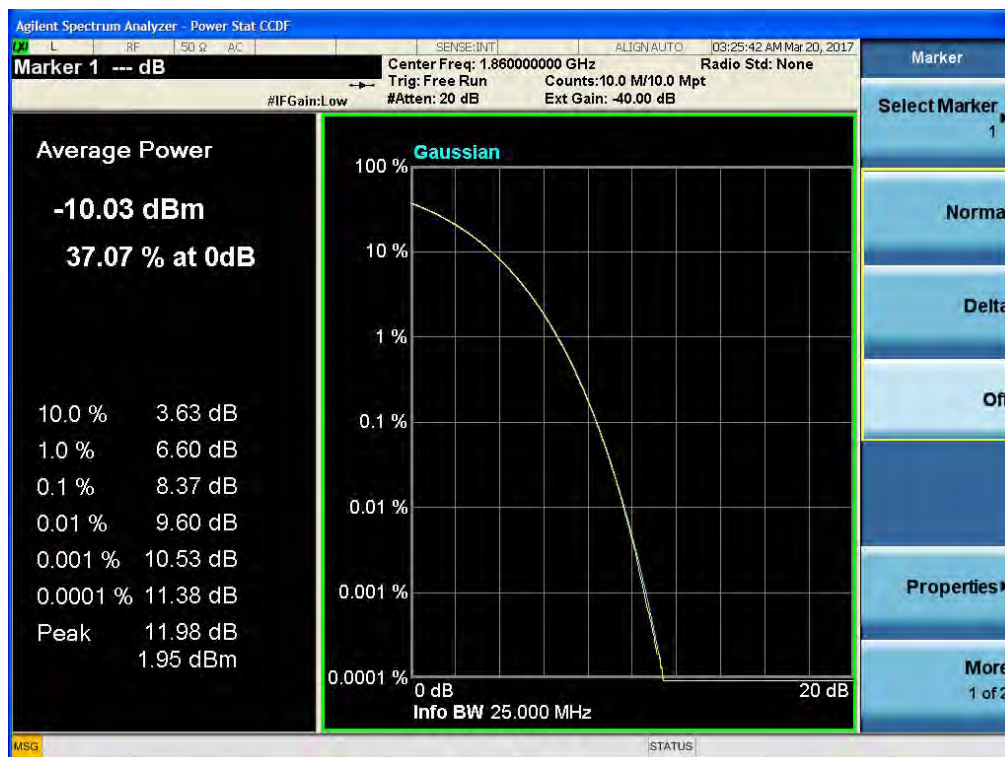 Agilent Spectrum Analyzer - Power Stat CCDF
LXI L RF 50 Ω AC SENSE:INT ALIGN AUTO 03:25:42 AM Mar 20, 2017
Marker 1 --- dB
Center Freq: 1.860000000 GHz Radio Std: None
Trig: Free Run Counts:10.0 M/10.0 Mpt
#IFGain:Low #Atten: 20 dB Ext Gain: -40.00 dB
Average Power
-10.03 dBm
37.07 % at 0dB
10.0 % 3.63 dB
1.0 % 6.60 dB
0.1 % 8.37 dB
0.01 % 9.60 dB
0.001 % 10.53 dB
0.0001 % 11.38 dB
Peak 11.98 dB
1.95 dBm
Gaussian
100 %
10 %
1 %
0.1 %
0.01 %
0.001 %
0.0001 %
0 dB 20 dB
Info BW 25.000 MHz
Marker
Select Marker
1
Norma
Delta
Off
Properties
More
1 of 2
MSG STATUS